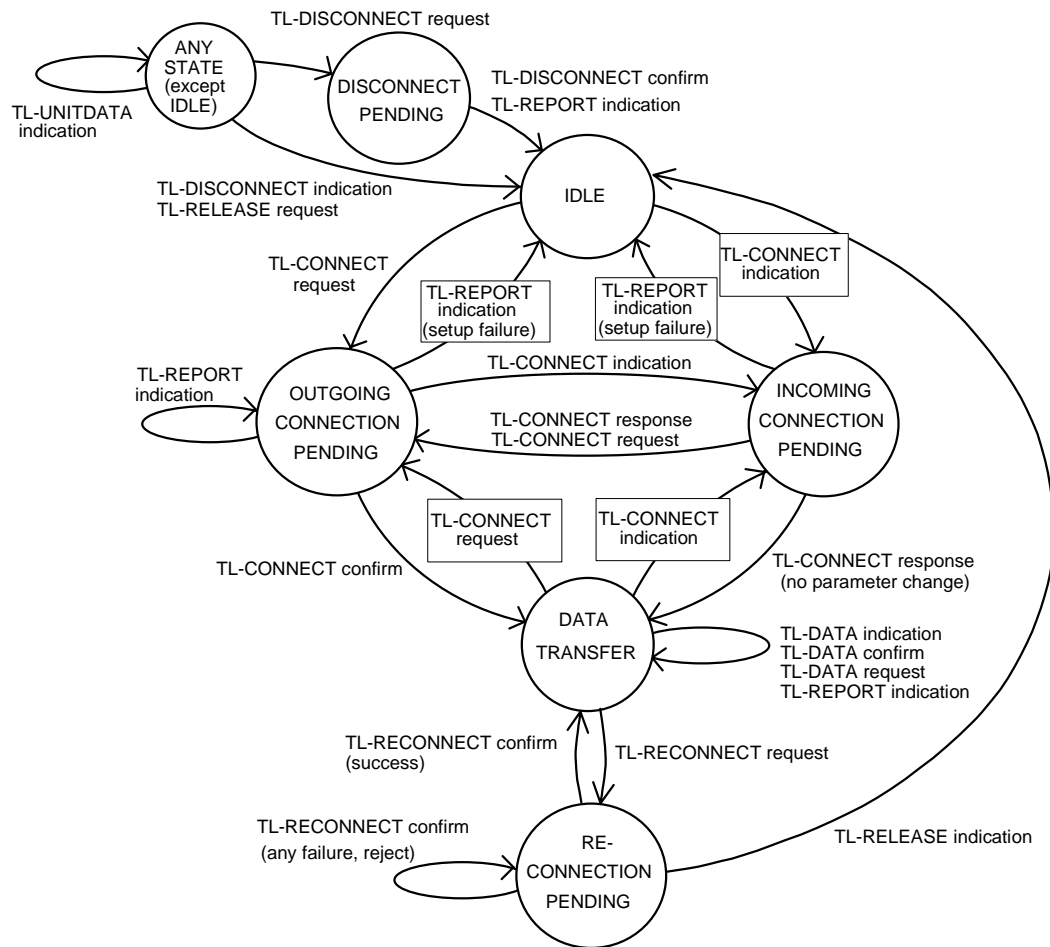 TL-DISCONNECT request
ANY
STATE
(except
IDLE)
TL-UNITDATA
indication
DISCONNECT
PENDING
TL-DISCONNECT confirm
TL-REPORT indication
TL-DISCONNECT indication
TL-RELEASE request
IDLE
TL-CONNECT
request
TL-REPORT
indication
(setup failure)
TL-REPORT
indication
(setup failure)
TL-CONNECT
indication
TL-REPORT
indication
OUTGOING
CONNECTION
PENDING
TL-CONNECT indication
TL-CONNECT response
TL-CONNECT request
INCOMING
CONNECTION
PENDING
TL-CONNECT
request
TL-CONNECT
indication
TL-CONNECT confirm
TL-CONNECT response
(no parameter change)
DATA
TRANSFER
TL-DATA indication
TL-DATA confirm
TL-DATA request
TL-REPORT indication
TL-RECONNECT confirm
(success)
TL-RECONNECT request
TL-RECONNECT confirm
(any failure, reject)
RE-
CONNECTION
PENDING
TL-RELEASE indication